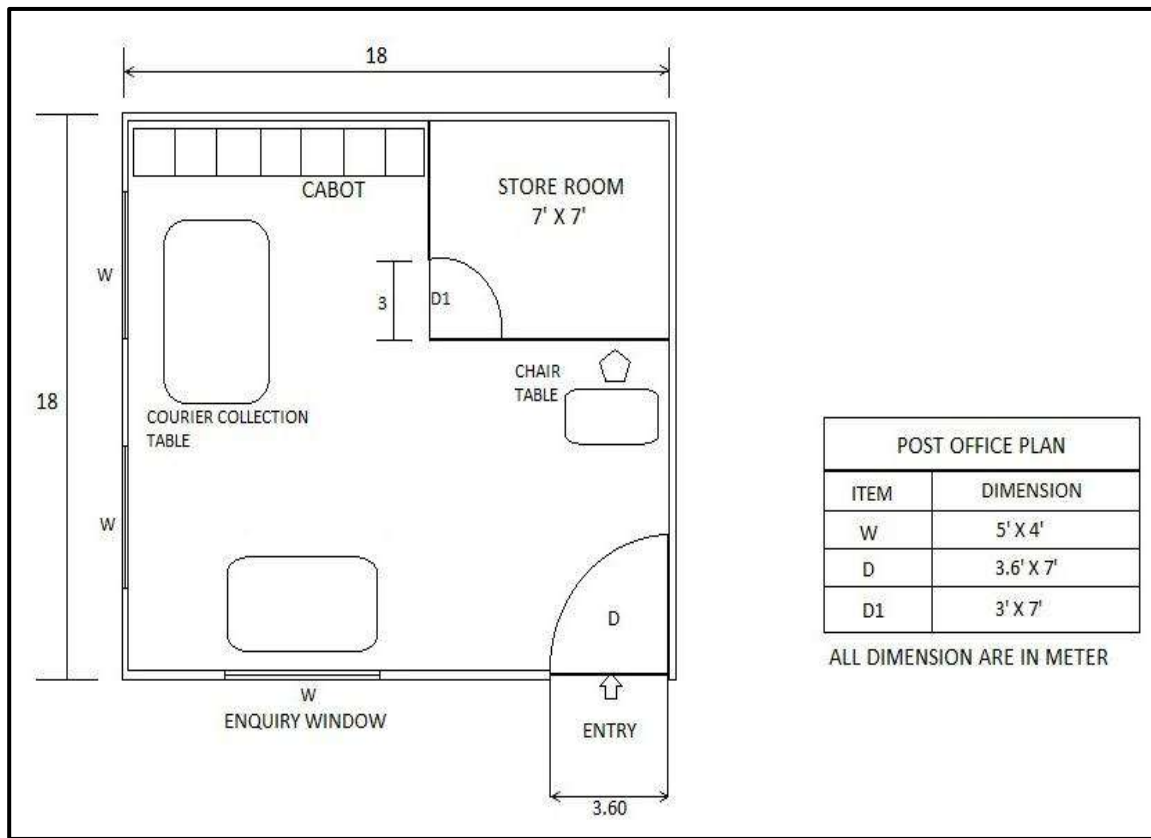 18
CABOT
STORE ROOM
7' X 7'
W
3
D1
18
CHAIR
TABLE
COURIER COLLECTION
TABLE
W
D
W
ENQUIRY WINDOW
ENTRY
3.60
POST OFFICE PLAN
ITEM DIMENSION
W 5' X 4'
D 3.6' X 7'
D1 3' X 7'
ALL DIMENSION ARE IN METER